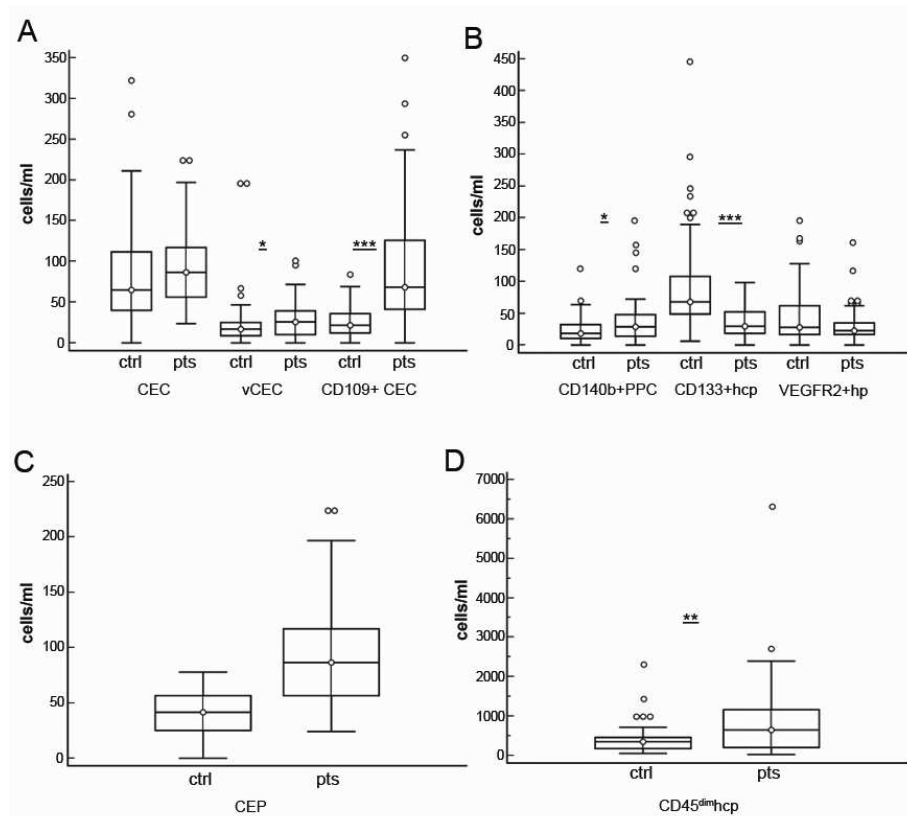 A
350
300
250
200
150
100
50
0
cells/ml
*
***
ctrl pts ctrl pts ctrl pts
CEC vCEC CD109+ CEC
B
450
400
350
300
250
200
150
100
50
0
cells/ml
*
***
ctrl pts ctrl pts ctrl pts
CD140b+PPC CD133+hcp VEGFR2+hp
C
250
200
150
100
50
0
cells/ml
ctrl pts
CEP
D
7000
6000
5000
4000
3000
2000
1000
0
cells/ml
**
ctrl pts
CD45dimhcp